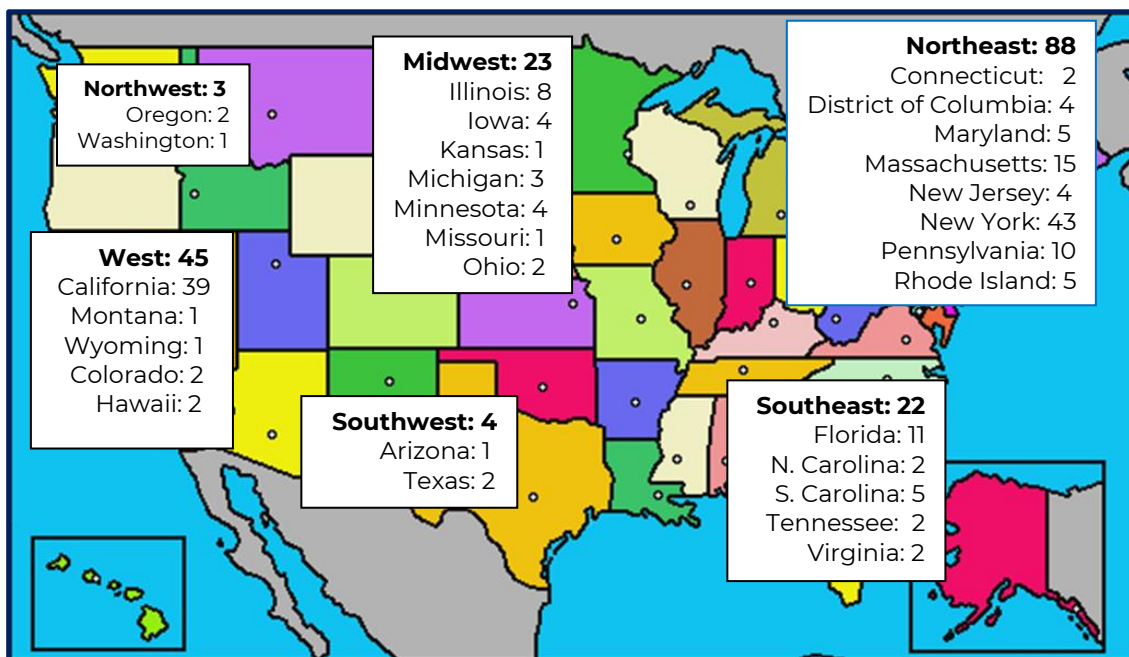 Northwest: 3
Oregon: 2
Washington: 1
Midwest: 23
Illinois: 8
Iowa: 4
Kansas: 1
Michigan: 3
Minnesota: 4
Missouri: 1
Ohio: 2
Northeast: 88
Connecticut: 2
District of Columbia: 4
Maryland: 5
Massachusetts: 15
New Jersey: 4
New York: 43
Pennsylvania: 10
Rhode Island: 5
West: 45
California: 39
Montana: 1
Wyoming: 1
Colorado: 2
Hawaii: 2
Southwest: 4
Arizona: 1
Texas: 2
Southeast: 22
Florida: 11
N. Carolina: 2
S. Carolina: 5
Tennessee: 2
Virginia: 2